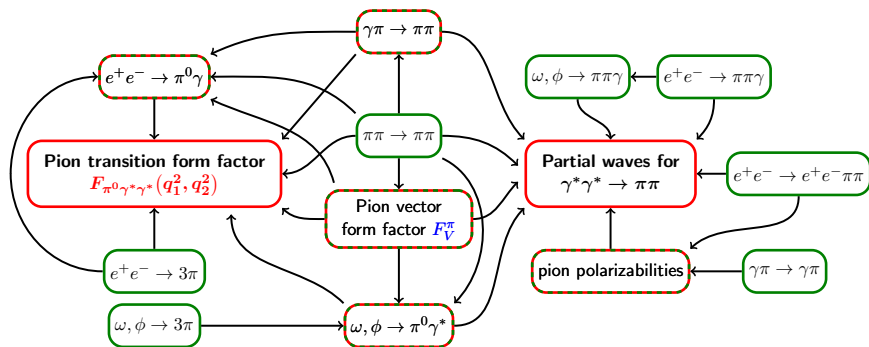 γπ → ππ
e⁺e⁻ → π⁰γ
ω, ϕ → ππγ
e⁺e⁻ → ππγ
ππ → ππ
Pion transition form factor
F_{π⁰γ*γ*}(q₁², q₂²)
Partial waves for
γ*γ* → ππ
e⁺e⁻ → e⁺e⁻ππ
Pion vector
form factor F_V^π
e⁺e⁻ → 3π
pion polarizabilities
γπ → γπ
ω, ϕ → 3π
ω, ϕ → π⁰γ*